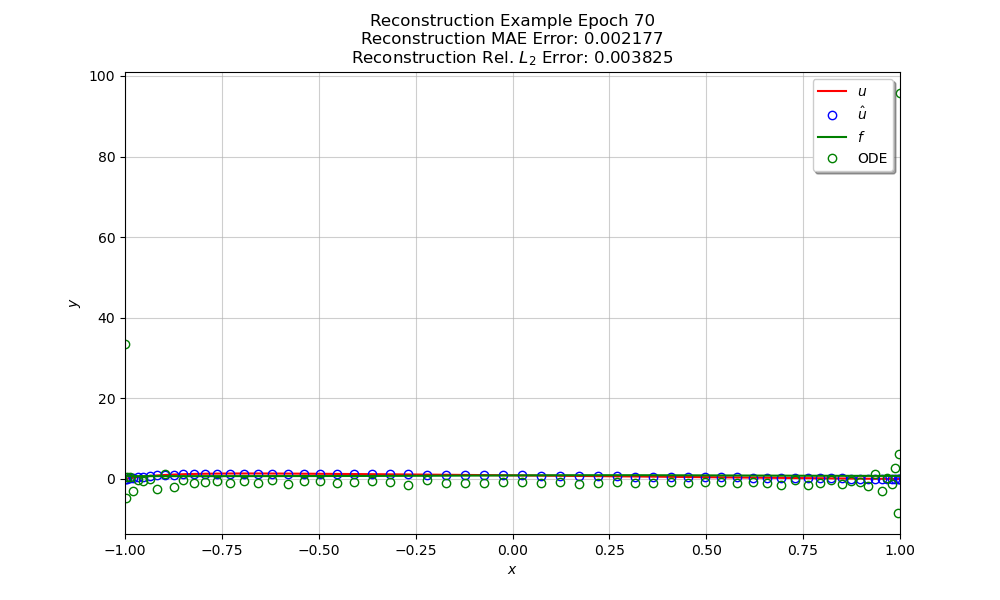 Reconstruction Example Epoch 70
Reconstruction MAE Error: 0.002177
Reconstruction Rel. $L_2$ Error: 0.003825
100
80
60
40
20
0
y
−1.00 −0.75 −0.50 −0.25 0.00 0.25 0.50 0.75 1.00
x
u
û
f
ODE